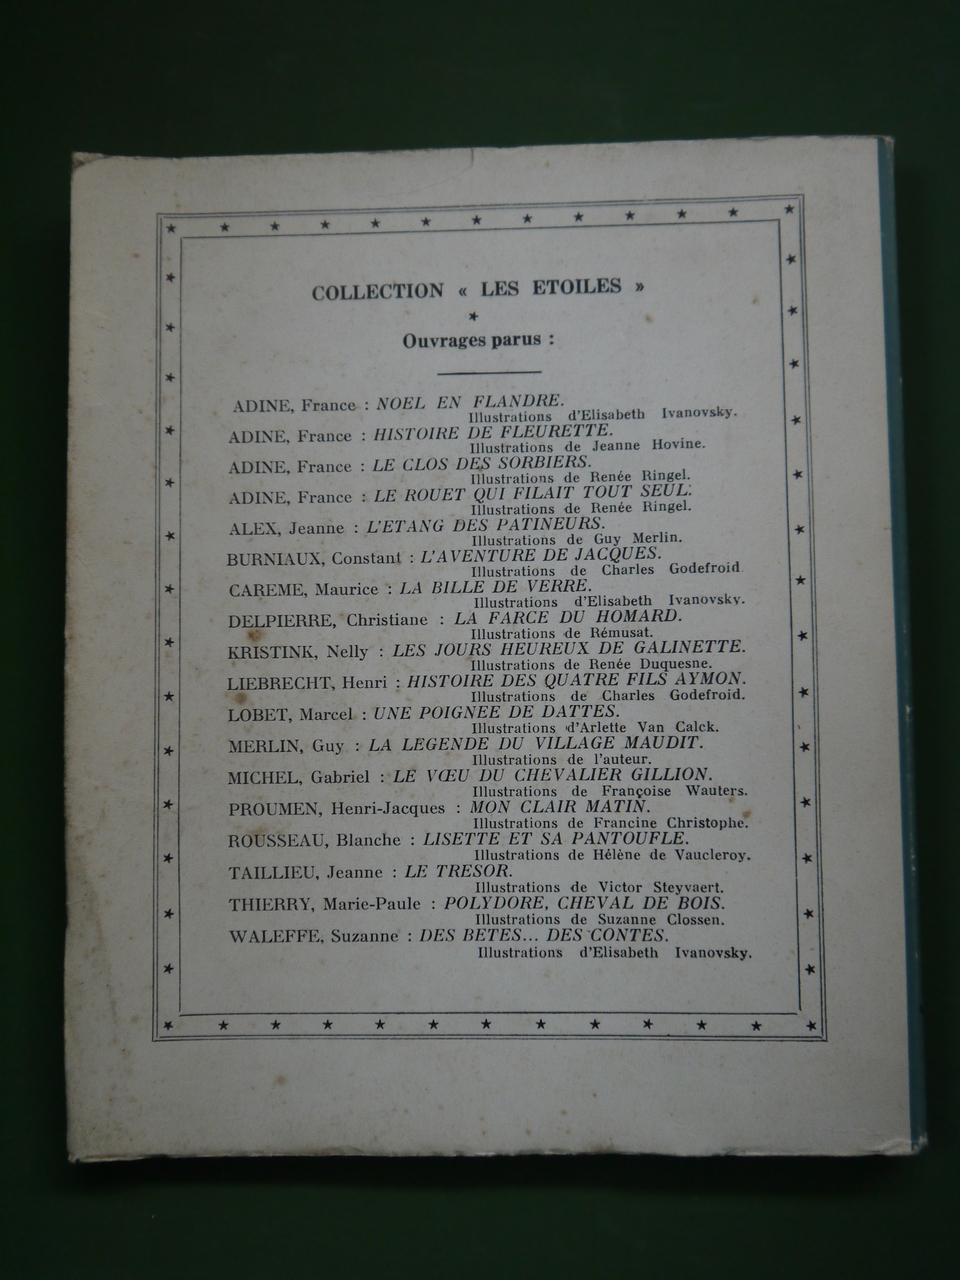 COLLECTION « LES ETOILES »
★
Ouvrages parus :
ADINE, France : NOEL EN FLANDRE.
Illustrations d'Elisabeth Ivanovsky.
ADINE, France : HISTOIRE DE FLEURETTE.
Illustrations de Jeanne Hovine.
ADINE, France : LE CLOS DES SORBIERS.
Illustrations de Renée Ringel.
ADINE, France : LE ROUET QUI FILAIT TOUT SEUL.
Illustrations de Renée Ringel.
ALEX, Jeanne : L'ETANG DES PATINEURS.
Illustrations de Guy Merlin.
BURNIAUX, Constant : L'AVENTURE DE JACQUES.
Illustrations de Charles Godefroid
CAREME, Maurice : LA BILLE DE VERRE.
Illustrations d'Elisabeth Ivanovsky.
DELPIERRE, Christiane : LA FARCE DU HOMARD.
Illustrations de Rémusat.
KRISTINK, Nelly : LES JOURS HEUREUX DE GALINETTE.
Illustrations de Renée Duquesne.
LIEBRECHT, Henri : HISTOIRE DES QUATRE FILS AYMON.
Illustrations de Charles Godefroid.
LOBET, Marcel : UNE POIGNEE DE DATTES.
Illustrations d'Arlette Van Calck.
MERLIN, Guy : LA LEGENDE DU VILLAGE MAUDIT.
Illustrations de l'auteur.
MICHEL, Gabriel : LE VŒU DU CHEVALIER GILLION.
Illustrations de Françoise Wauters.
PROUMEN, Henri-Jacques : MON CLAIR MATIN.
Illustrations de Francine Christophe.
ROUSSEAU, Blanche : LISETTE ET SA PANTOUFLE.
Illustrations de Hélène de Vaucleroy.
TAILLIEU, Jeanne : LE TRESOR.
Illustrations de Victor Steyvaert.
THIERRY, Marie-Paule : POLYDORE, CHEVAL DE BOIS.
Illustrations de Suzanne Clossen.
WALEFFE, Suzanne : DES BETES... DES CONTES.
Illustrations d'Elisabeth Ivanovsky.